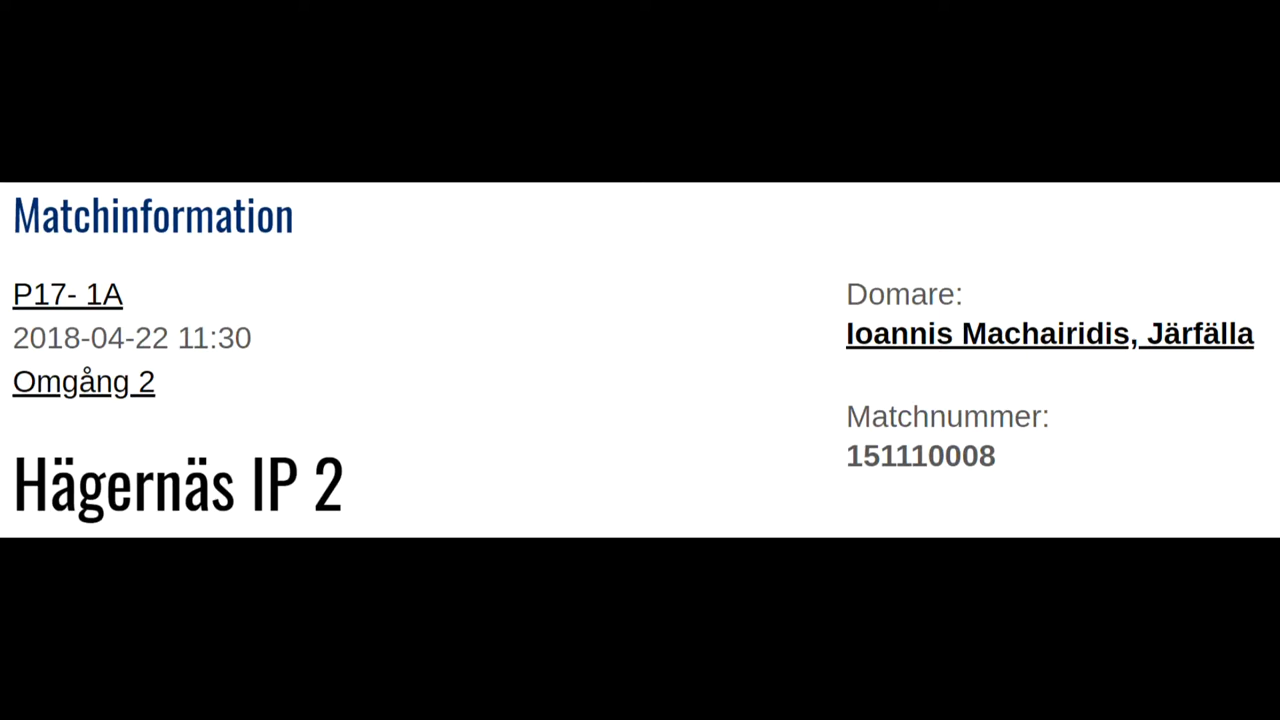 Matchinformation
P17- 1A
2018-04-22 11:30
Omgång 2
Hägernäs IP 2
Domare:
Ioannis Machairidis, Järfälla
Matchnummer:
151110008